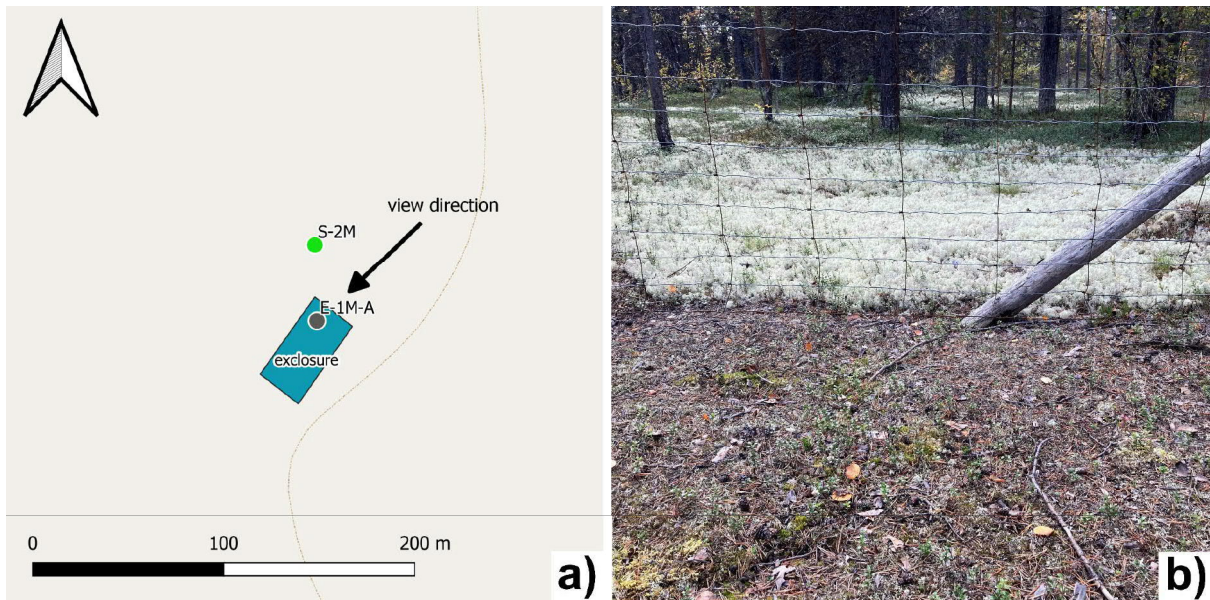 view direction
S-2M
E-1M-A
exclosure
0 100 200 m
a)
b)